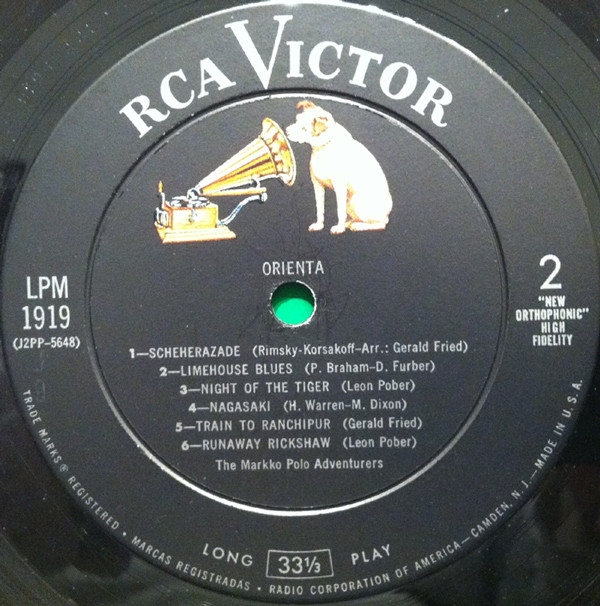 RCA VICTOR
ORIENTA
LPM
1919
(J2PP-5648)
2
"NEW
ORTHOPHONIC"
HIGH
FIDELITY
1—SCHEHERAZADE (Rimsky-Korsakoff-Arr.: Gerald Fried)
2—LIMEHOUSE BLUES (P. Braham-D. Furber)
3—NIGHT OF THE TIGER (Leon Pober)
4—NAGASAKI (H. Warren-M. Dixon)
5—TRAIN TO RANCHIPUR (Gerald Fried)
6—RUNAWAY RICKSHAW (Leon Pober)
The Markko Polo Adventurers
LONG 33⅓ PLAY
TRADE MARKS ® REGISTERED • MARCAS REGISTRADAS • RADIO CORPORATION OF AMERICA—CAMDEN, N. J.—MADE IN U.S.A.